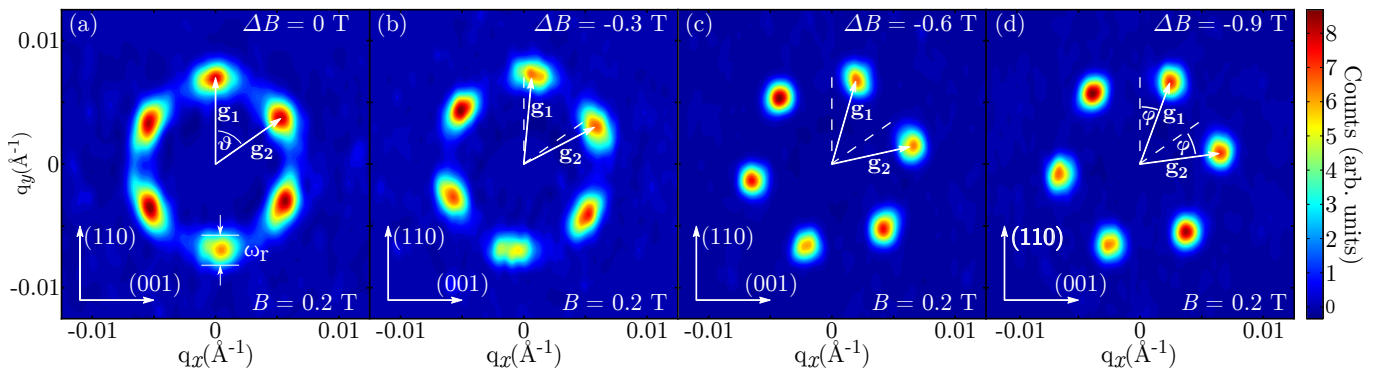 (a) ΔB = 0 T
(b) ΔB = -0.3 T
(c) ΔB = -0.6 T
(d) ΔB = -0.9 T
0.01
0
-0.01
q_y(Å⁻¹)
g₁
ϑ
g₂
ω_r
(110)
(001)
B = 0.2 T
g₁
g₂
(110)
(001)
B = 0.2 T
g₁
g₂
(110)
(001)
B = 0.2 T
φ
g₁
φ
g₂
(110)
(001)
B = 0.2 T
-0.01 0 0.01
-0.01 0 0.01
-0.01 0 0.01
-0.01 0 0.01
q_x(Å⁻¹)
q_x(Å⁻¹)
q_x(Å⁻¹)
q_x(Å⁻¹)
8
7
6
5
4
3
2
1
0
Counts (arb. units)